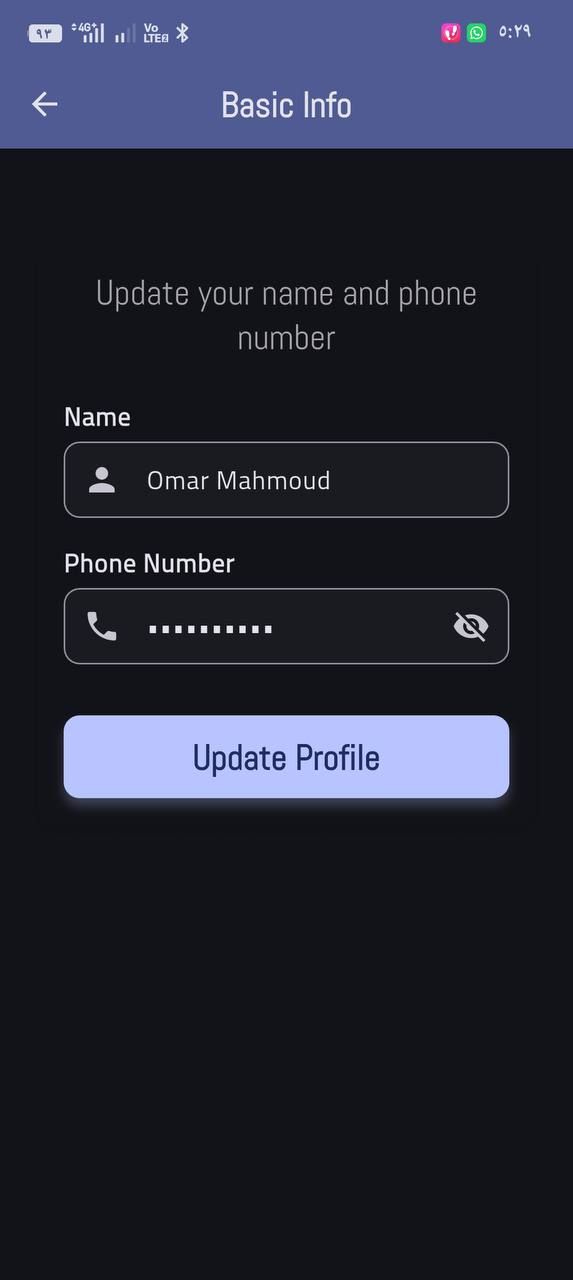 ٩٣ 4G+ Vo LTE2 ٥:٢٩
Basic Info
Update your name and phone
number
Name
Omar Mahmoud
Phone Number
Update Profile